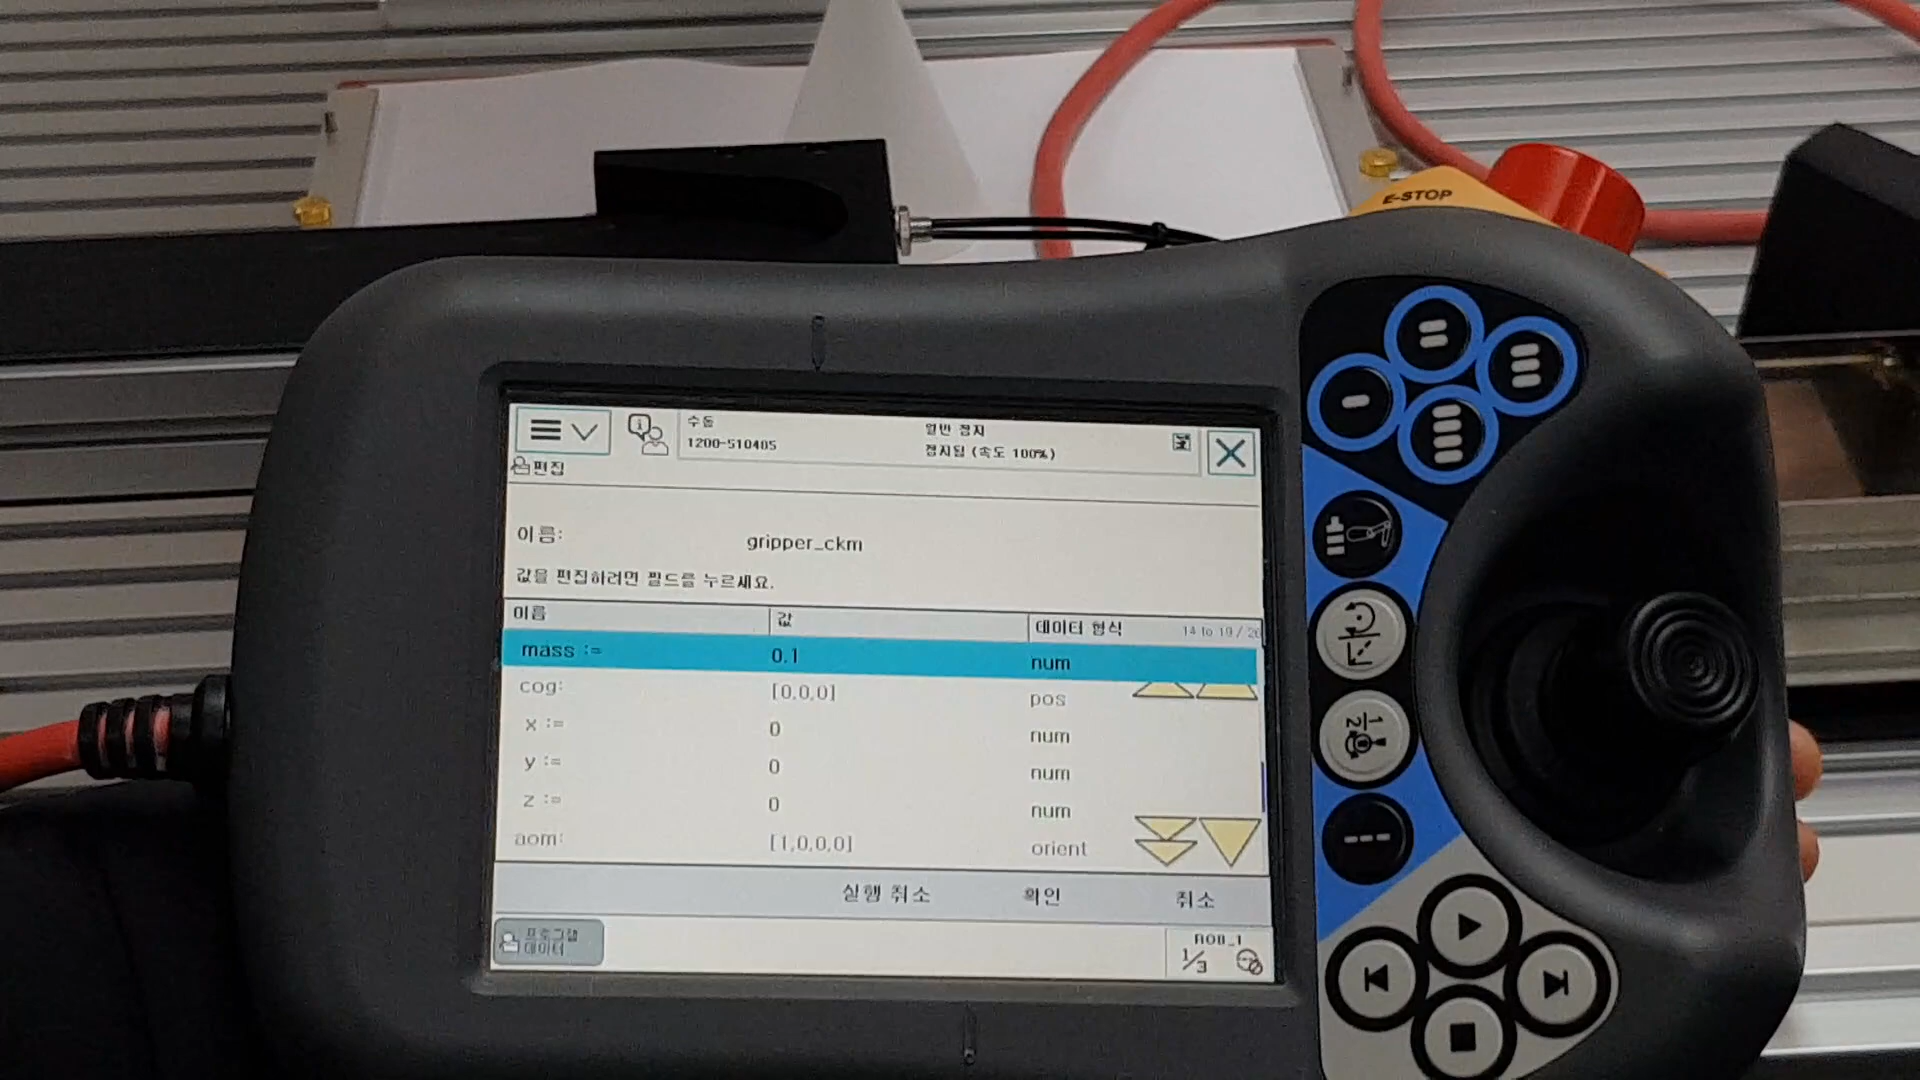 E-STOP
수동
1200-510405
일반 정지
정지됨 (속도 100%)
편집
이름: gripper_ckm
값을 편집하려면 필드를 누르세요.
이름 값 데이터 형식 14 to 19 / 26
mass := 0.1 num
cog: [0,0,0] pos
x := 0 num
y := 0 num
z := 0 num
aom: [1,0,0,0] orient
실행 취소 확인 취소
프로그램
데이터
ROB_1
1/3